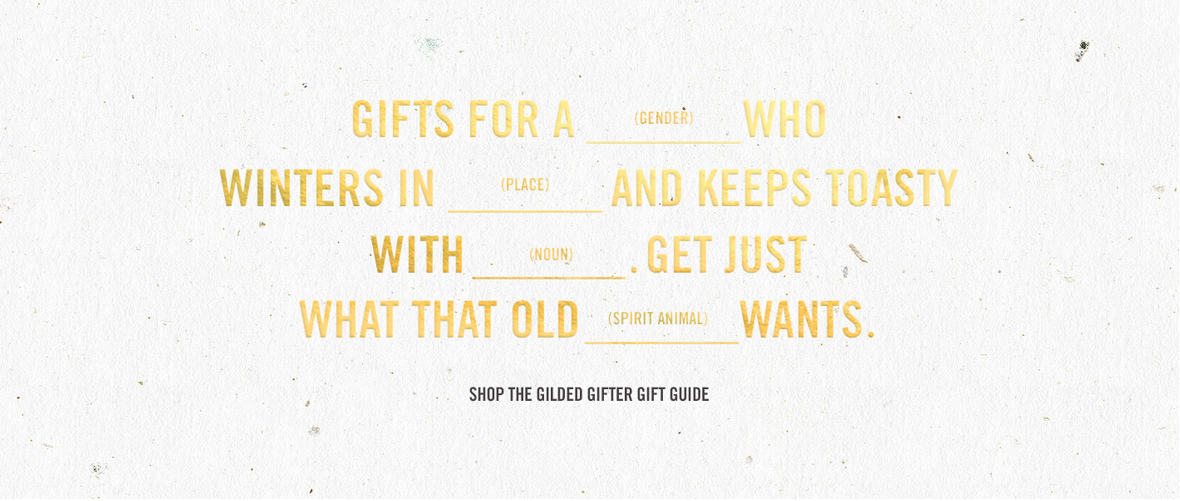 GIFTS FOR A (GENDER) WHO
WINTERS IN (PLACE) AND KEEPS TOASTY
WITH (NOUN). GET JUST
WHAT THAT OLD (SPIRIT ANIMAL) WANTS.
SHOP THE GILDED GIFTER GIFT GUIDE